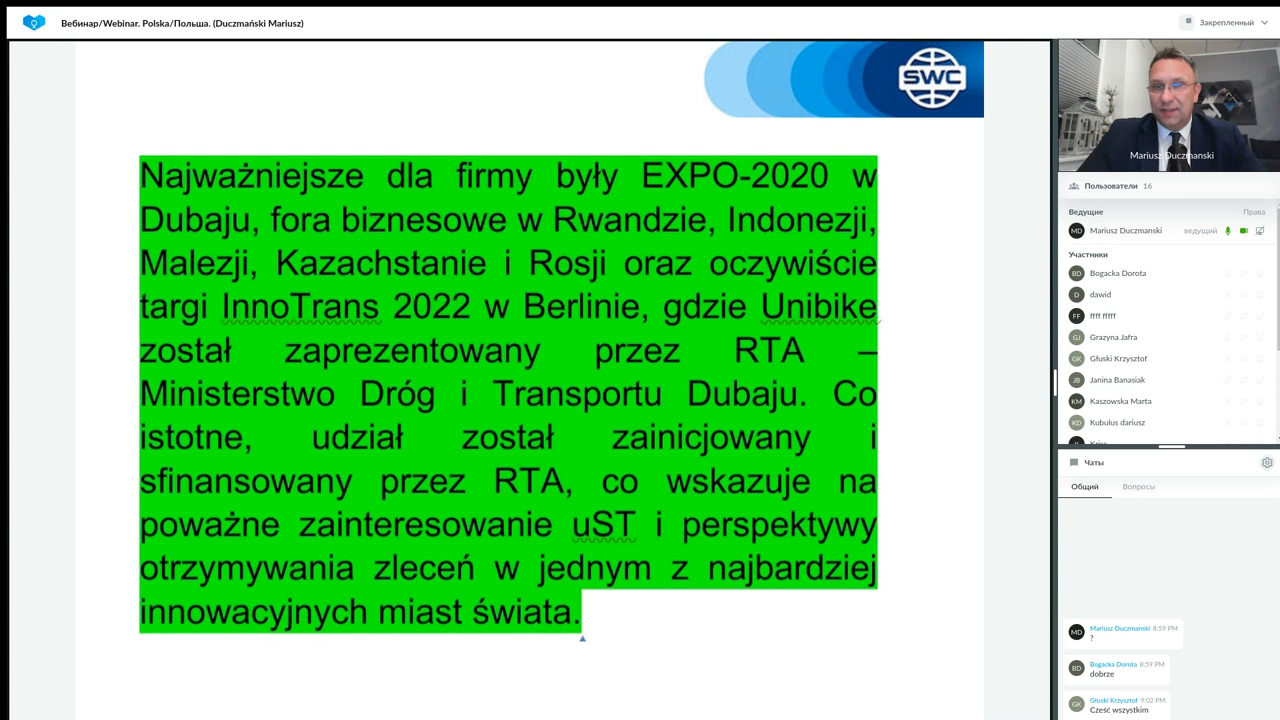 Вебинар/Webinar. Polska/Польша. (Duczmański Mariusz)
Закрепленный
SWC
Najważniejsze dla firmy były EXPO-2020 w
Dubaju, fora biznesowe w Rwandzie, Indonezji,
Malezji, Kazachstanie i Rosji oraz oczywiście
targi InnoTrans 2022 w Berlinie, gdzie Unibike
został zaprezentowany przez RTA –
Ministerstwo Dróg i Transportu Dubaju. Co
istotne, udział został zainicjowany i
sfinansowany przez RTA, co wskazuje na
poważne zainteresowanie uST i perspektywy
otrzymywania zleceń w jednym z najbardziej
innowacyjnych miast świata.
Mariusz Duczmanski
Пользователи 16
Ведущие Права
MD Mariusz Duczmanski ведущий
Участники
BD Bogacka Dorota
D dawid
FF ffff fffff
GJ Grazyna Jafra
GK Głuski Krzysztof
JB Janina Banasiak
KM Kaszowska Marta
KD Kubulus dariusz
Чаты
Общий Вопросы
MD Mariusz Duczmanski 8:59 PM
?
BD Bogacka Dorota 8:59 PM
dobrze
GK Głuski Krzysztof 9:02 PM
Cześć wszystkim